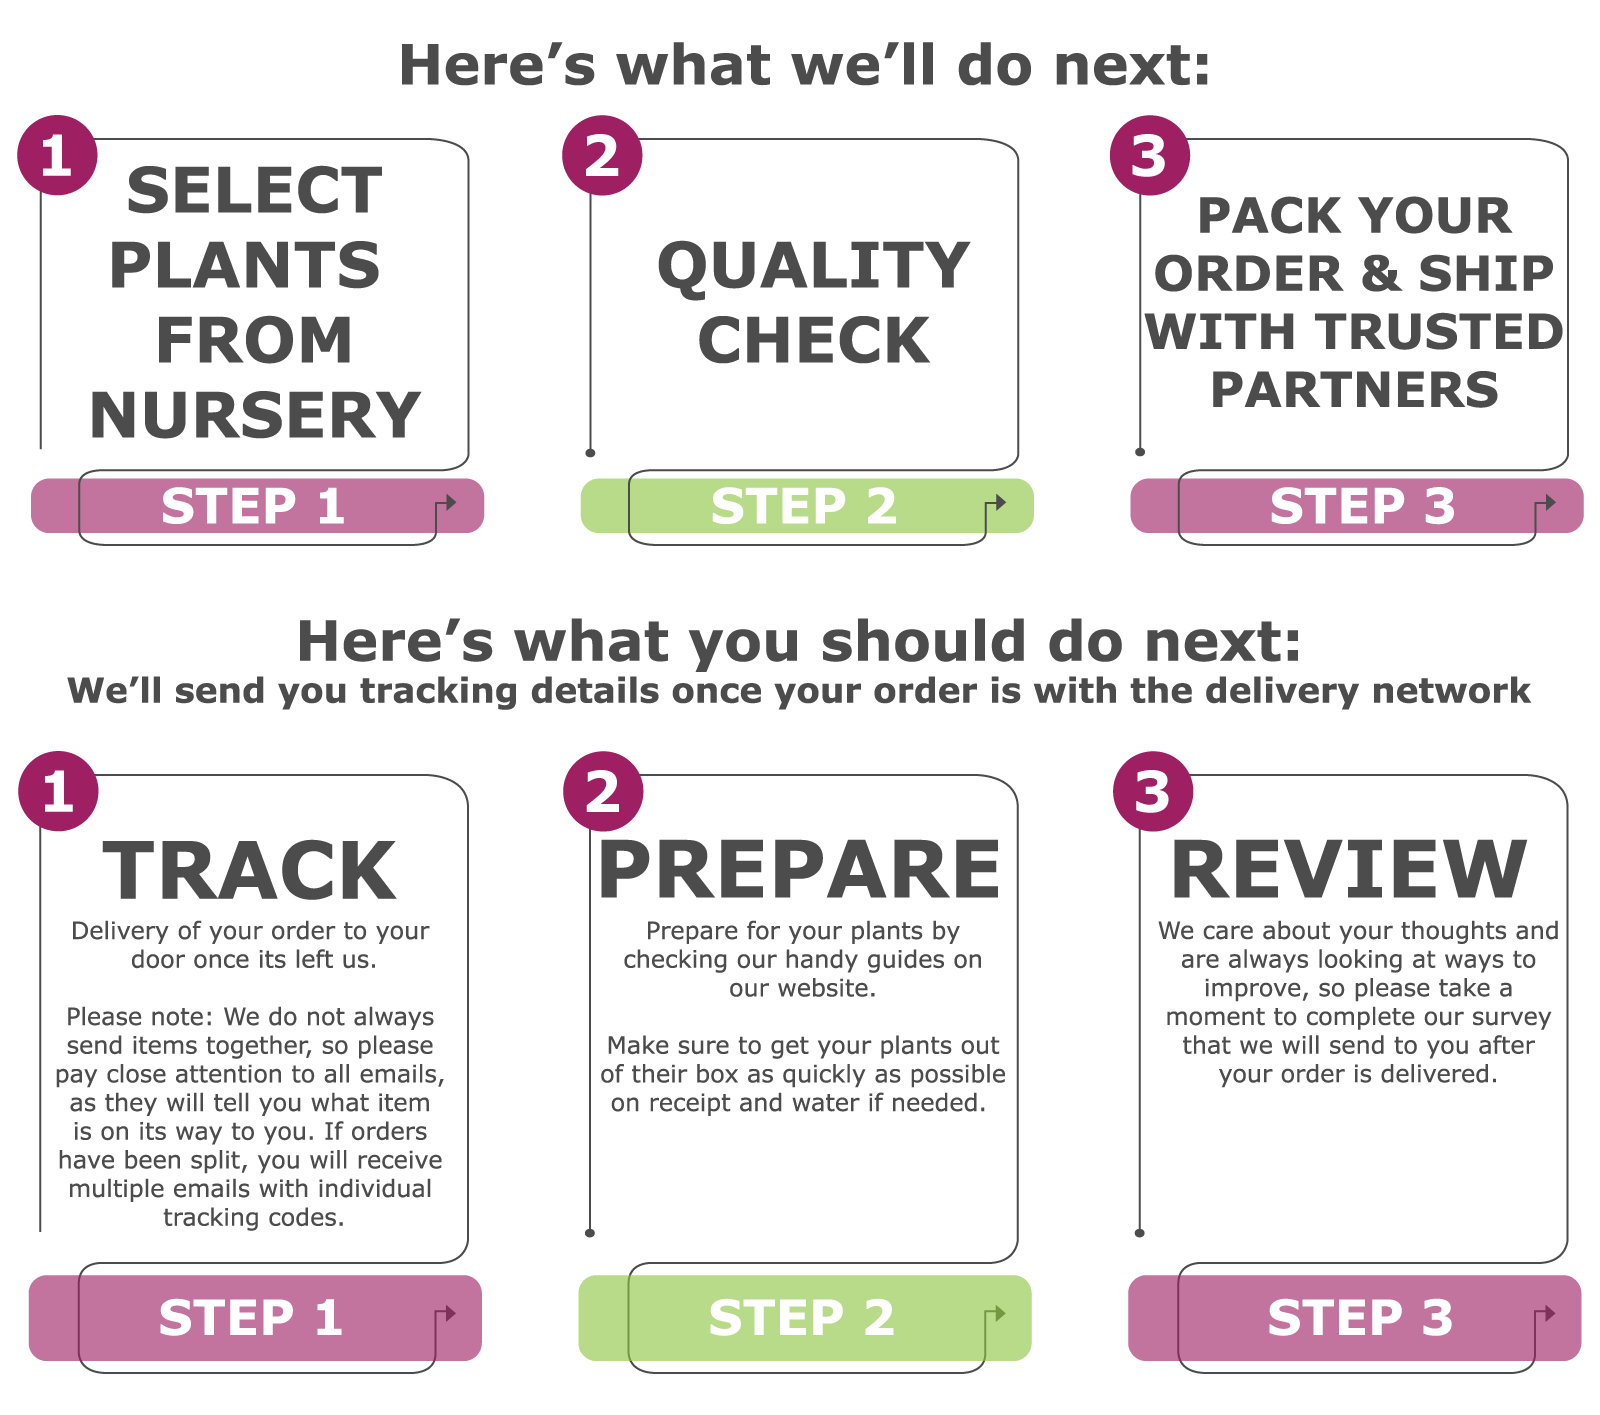 Here’s what we’ll do next:
1
SELECT
PLANTS
FROM
NURSERY
STEP 1
2
QUALITY
CHECK
STEP 2
3
PACK YOUR
ORDER & SHIP
WITH TRUSTED
PARTNERS
STEP 3
Here’s what you should do next:
We’ll send you tracking details once your order is with the delivery network
1
TRACK
Delivery of your order to your
door once its left us.
Please note: We do not always
send items together, so please
pay close attention to all emails,
as they will tell you what item
is on its way to you. If orders
have been split, you will receive
multiple emails with individual
tracking codes.
STEP 1
2
PREPARE
Prepare for your plants by
checking our handy guides on
our website.
Make sure to get your plants out
of their box as quickly as possible
on receipt and water if needed.
STEP 2
3
REVIEW
We care about your thoughts and
are always looking at ways to
improve, so please take a
moment to complete our survey
that we will send to you after
your order is delivered.
STEP 3